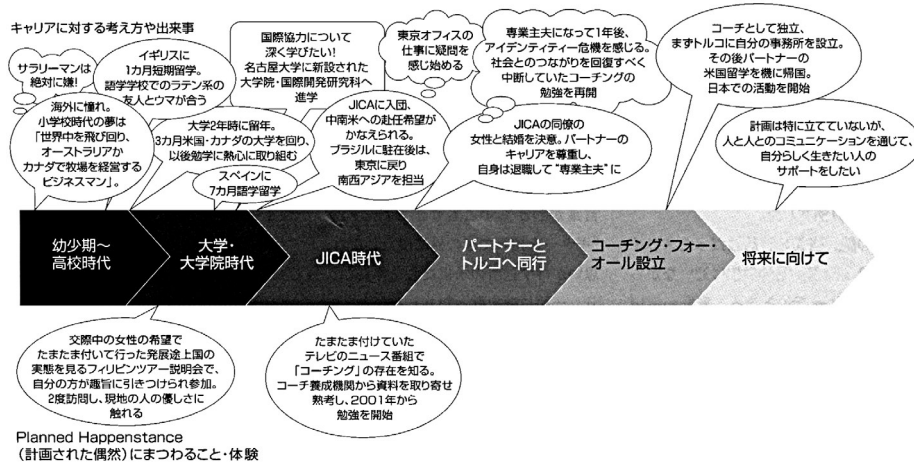 キャリアに対する考え方や出来事
サラリーマンは
絶対に嫌!
イギリスに
1カ月短期留学。
語学学校でのラテン系の
友人とウマが合う
国際協力について
深く学びたい!
名古屋大学に新設された
大学院・国際開発研究科へ
進学
東京オフィスの
仕事に疑問を
感じ始める
専業主夫になって1年後、
アイデンティティー危機を感じる。
社会とのつながりを回復すべく
中断していたコーチングの
勉強を再開
コーチとして独立、
まずトルコに自分の事務所を設立。
その後パートナーの
米国留学を機に帰国。
日本での活動を開始
海外に憧れ。
小学校時代の夢は
「世界中を飛び回り、
オーストラリアか
カナダで牧場を経営する
ビジネスマン」。
大学2年時に留年。
3カ月米国・カナダの大学を回り、
以後勉学に熱心に取り組む
スペインに
7カ月語学留学
JICAに入団、
中南米への赴任希望が
かなえられる。
ブラジルに駐在後は、
東京に戻り
南西アジアを担当
JICAの同僚の
女性と結婚を決意。パートナーの
キャリアを尊重し、
自身は退職して“専業主夫”に
計画は特に立てていないが、
人と人とのコミュニケーションを通じて、
自分らしく生きたい人の
サポートをしたい
幼少期〜
高校時代
大学・
大学院時代
JICA時代
パートナーと
トルコへ同行
コーチング・フォー・
オール設立
将来に向けて
交際中の女性の希望で
たまたま付いて行った発展途上国の
実態を見るフィリピンツアー説明会で、
自分の方が趣旨に引きつけられ参加。
2度訪問し、現地の人の優しさに
触れる
たまたま付けていた
テレビのニュース番組で
「コーチング」の存在を知る。
コーチ養成機関から資料を取り寄せ
熟考し、2001年から
勉強を開始
Planned Happenstance
(計画された偶然)にまつわること・体験